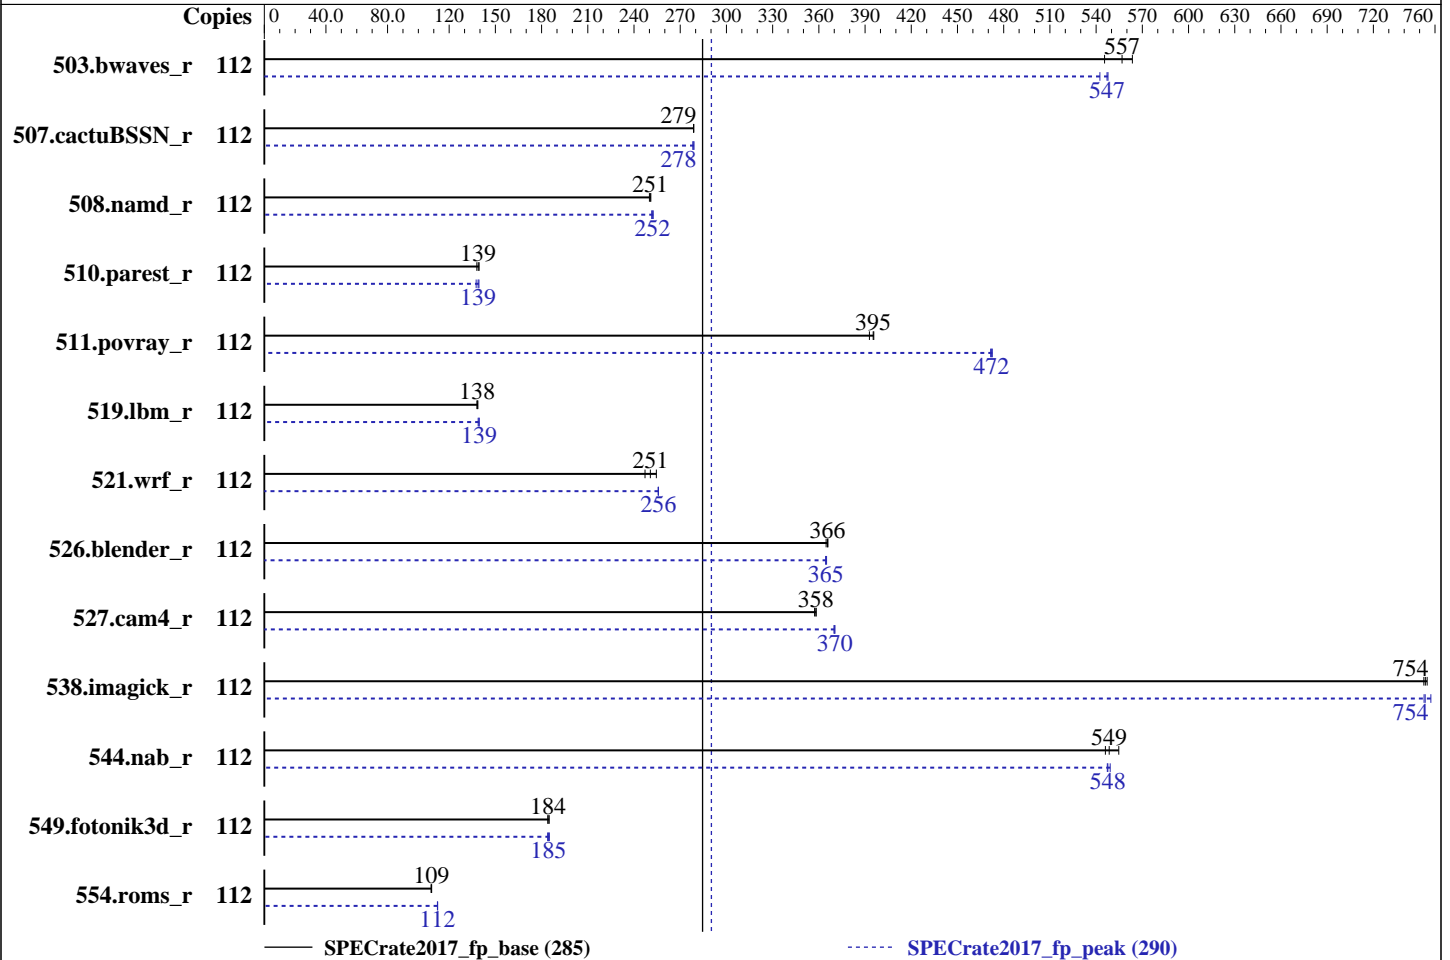 Copies 0 40.0 80.0 120 150 180 210 240 270 300 330 360 390 420 450 480 510 540 570 600 630 660 690 720 760
557
503.bwaves_r 112
547
279
507.cactuBSSN_r 112
278
251
508.namd_r 112
252
139
510.parest_r 112
139
395
511.povray_r 112
472
138
519.lbm_r 112
139
251
521.wrf_r 112
256
366
526.blender_r 112
365
358
527.cam4_r 112
370
754
538.imagick_r 112
754
549
544.nab_r 112
548
184
549.fotonik3d_r 112
185
109
554.roms_r 112
112
SPECrate2017_fp_base (285) SPECrate2017_fp_peak (290)